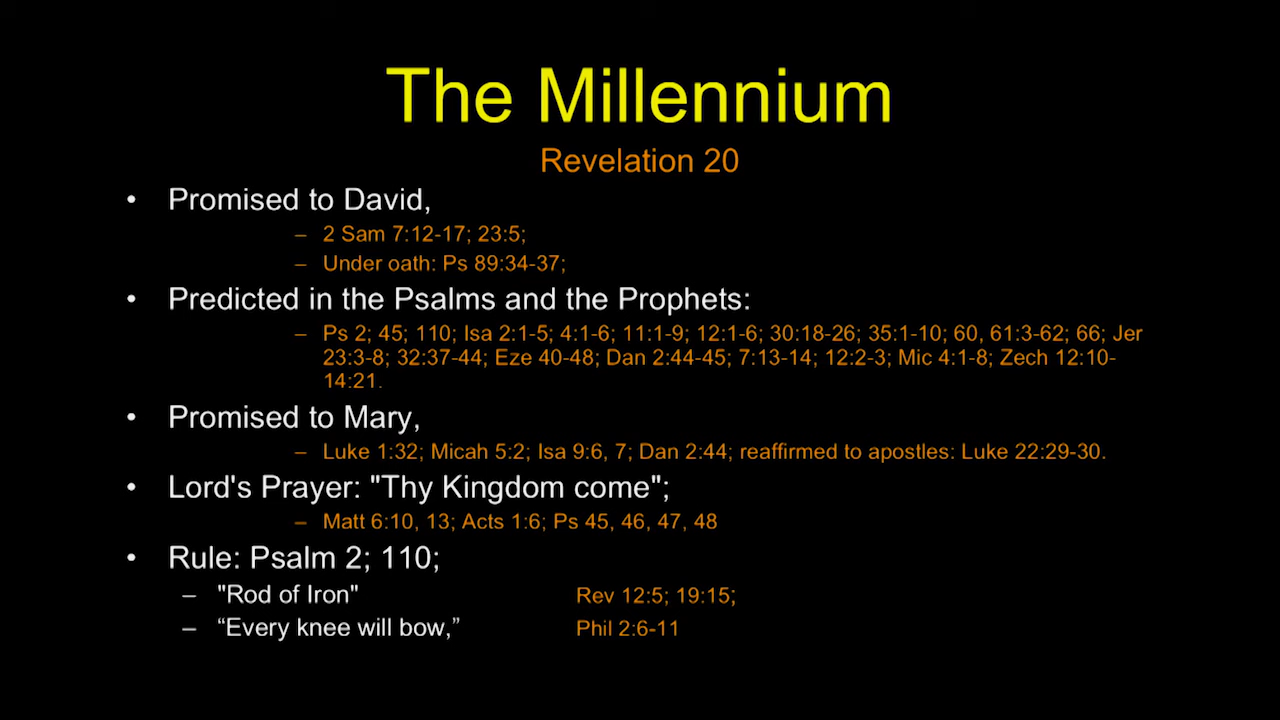 The Millennium
Revelation 20
• Promised to David,
– 2 Sam 7:12-17; 23:5;
– Under oath: Ps 89:34-37;
• Predicted in the Psalms and the Prophets:
– Ps 2; 45; 110; Isa 2:1-5; 4:1-6; 11:1-9; 12:1-6; 30:18-26; 35:1-10; 60, 61:3-62; 66; Jer
23:3-8; 32:37-44; Eze 40-48; Dan 2:44-45; 7:13-14; 12:2-3; Mic 4:1-8; Zech 12:10-
14:21.
• Promised to Mary,
– Luke 1:32; Micah 5:2; Isa 9:6, 7; Dan 2:44; reaffirmed to apostles: Luke 22:29-30.
• Lord's Prayer: "Thy Kingdom come";
– Matt 6:10, 13; Acts 1:6; Ps 45, 46, 47, 48
• Rule: Psalm 2; 110;
– "Rod of Iron" Rev 12:5; 19:15;
– “Every knee will bow,” Phil 2:6-11